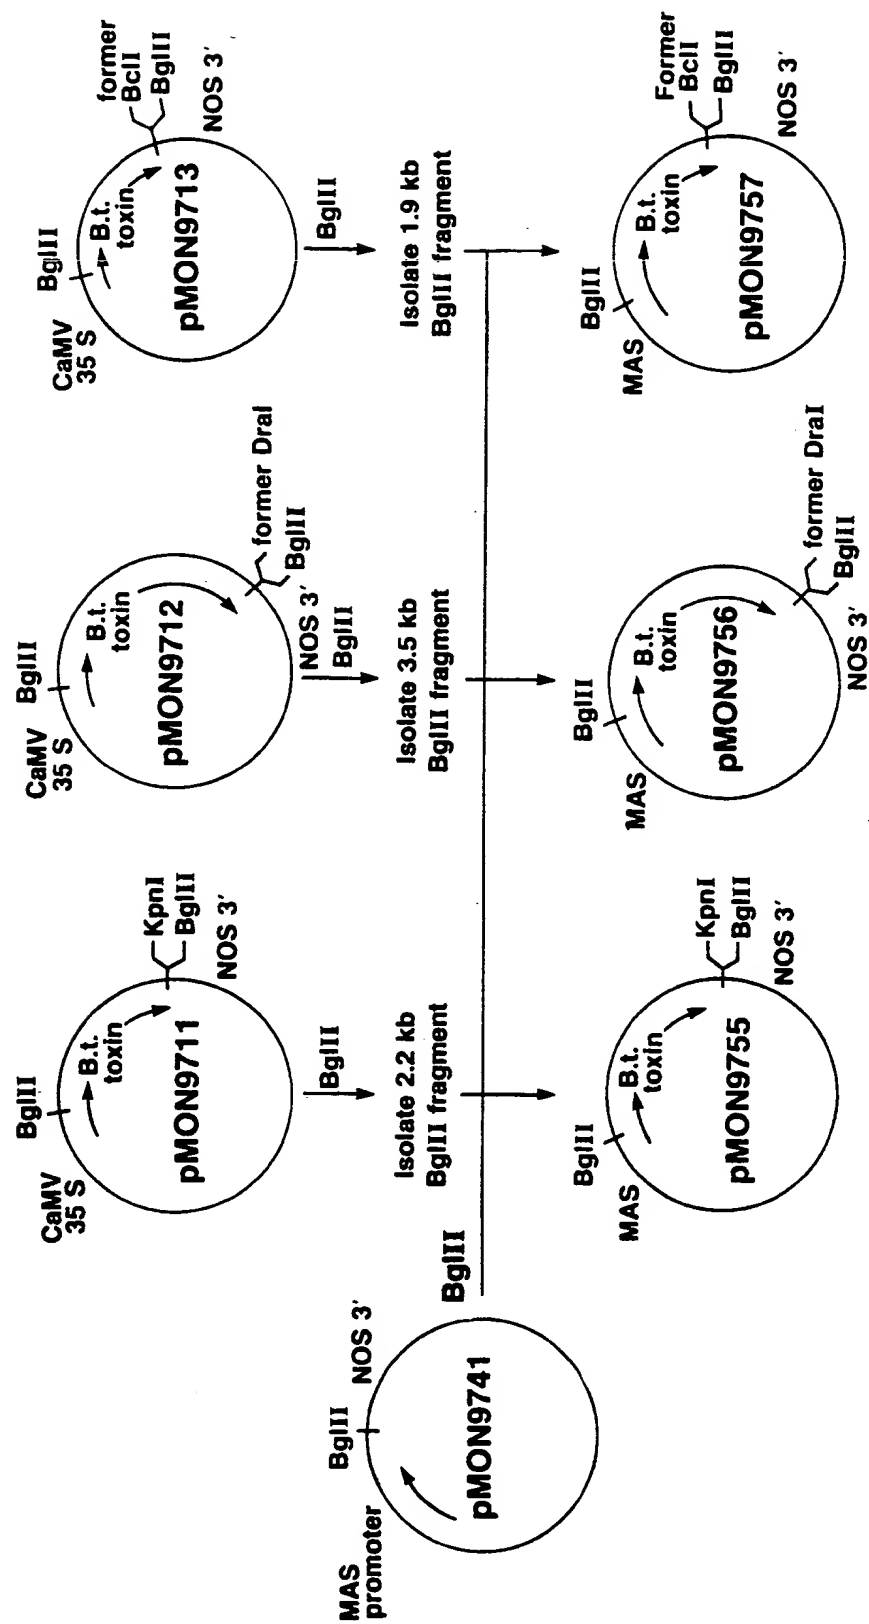 CaMV
35 S
BglII
B.t.
toxin
pMON9711
KpnI
BglII
NOS 3′
BglII
Isolate 2.2 kb
BglII fragment
CaMV
35 S
BglII
B.t.
toxin
pMON9712
former DraI
BglII
NOS 3′
BglII
Isolate 3.5 kb
BglII fragment
CaMV
35 S
BglII
B.t.
toxin
pMON9713
former
BclI
BglII
NOS 3′
BglII
Isolate 1.9 kb
BglII fragment
MAS
promoter
BglII
NOS 3′
pMON9741
BglII
MAS
BglII
B.t.
toxin
pMON9755
KpnI
BglII
NOS 3′
MAS
BglII
B.t.
toxin
pMON9756
former DraI
BglII
NOS 3′
MAS
BglII
B.t.
toxin
pMON9757
Former
BclI
BglII
NOS 3′